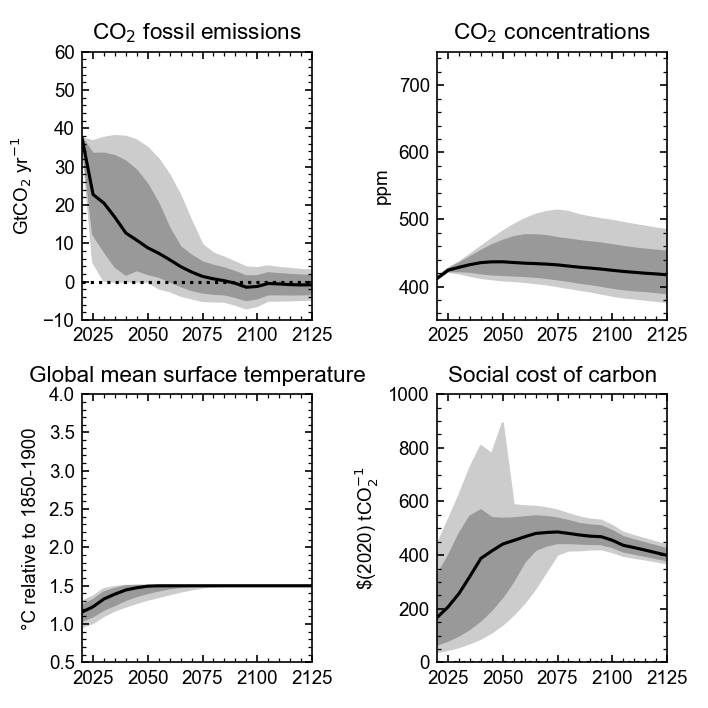 CO₂ fossil emissions
GtCO₂ yr⁻¹
60
50
40
30
20
10
0
−10
2025 2050 2075 2100 2125
CO₂ concentrations
ppm
700
600
500
400
2025 2050 2075 2100 2125
Global mean surface temperature
°C relative to 1850-1900
4.0
3.5
3.0
2.5
2.0
1.5
1.0
0.5
2025 2050 2075 2100 2125
Social cost of carbon
$(2020) tCO₂⁻¹
1000
800
600
400
200
0
2025 2050 2075 2100 2125